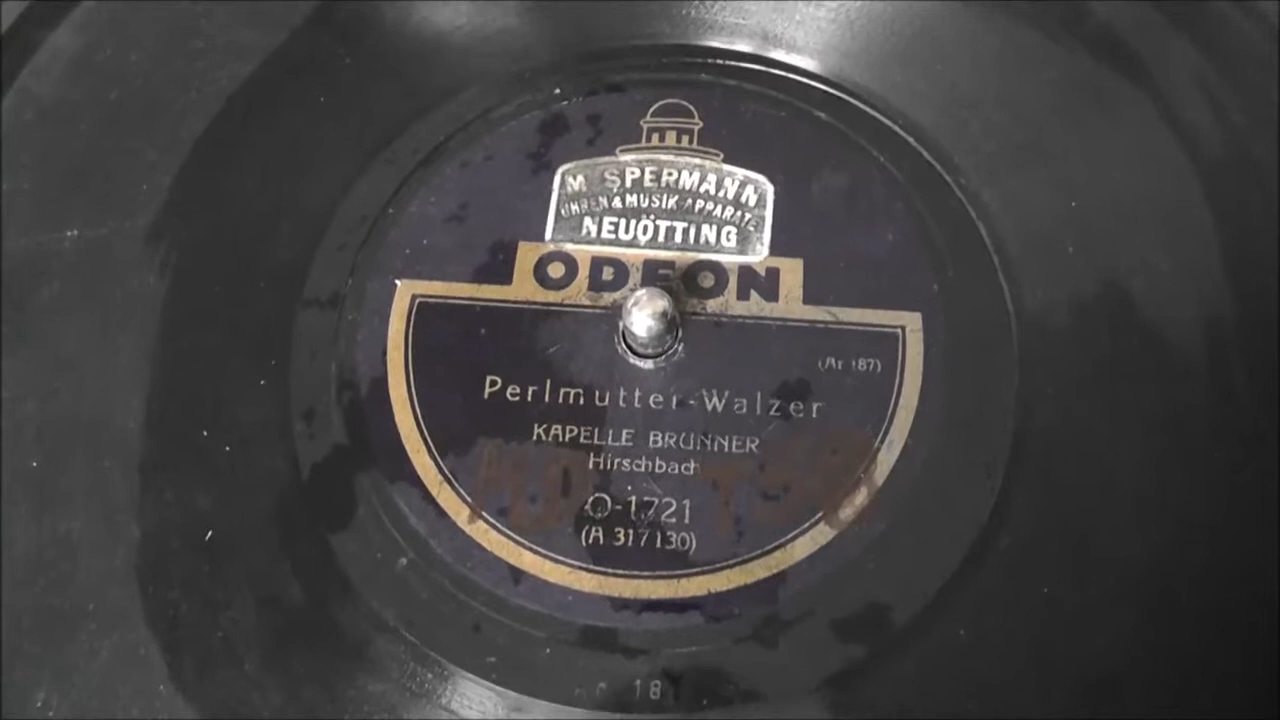 M. SPERMANN
UHREN & MUSIK-APPARATE
NEUÖTTING
ODEON
(Ar 187)
Perlmutter-Walzer
KAPELLE BRUNNER
Hirschbach
O-1721
(A 317130)